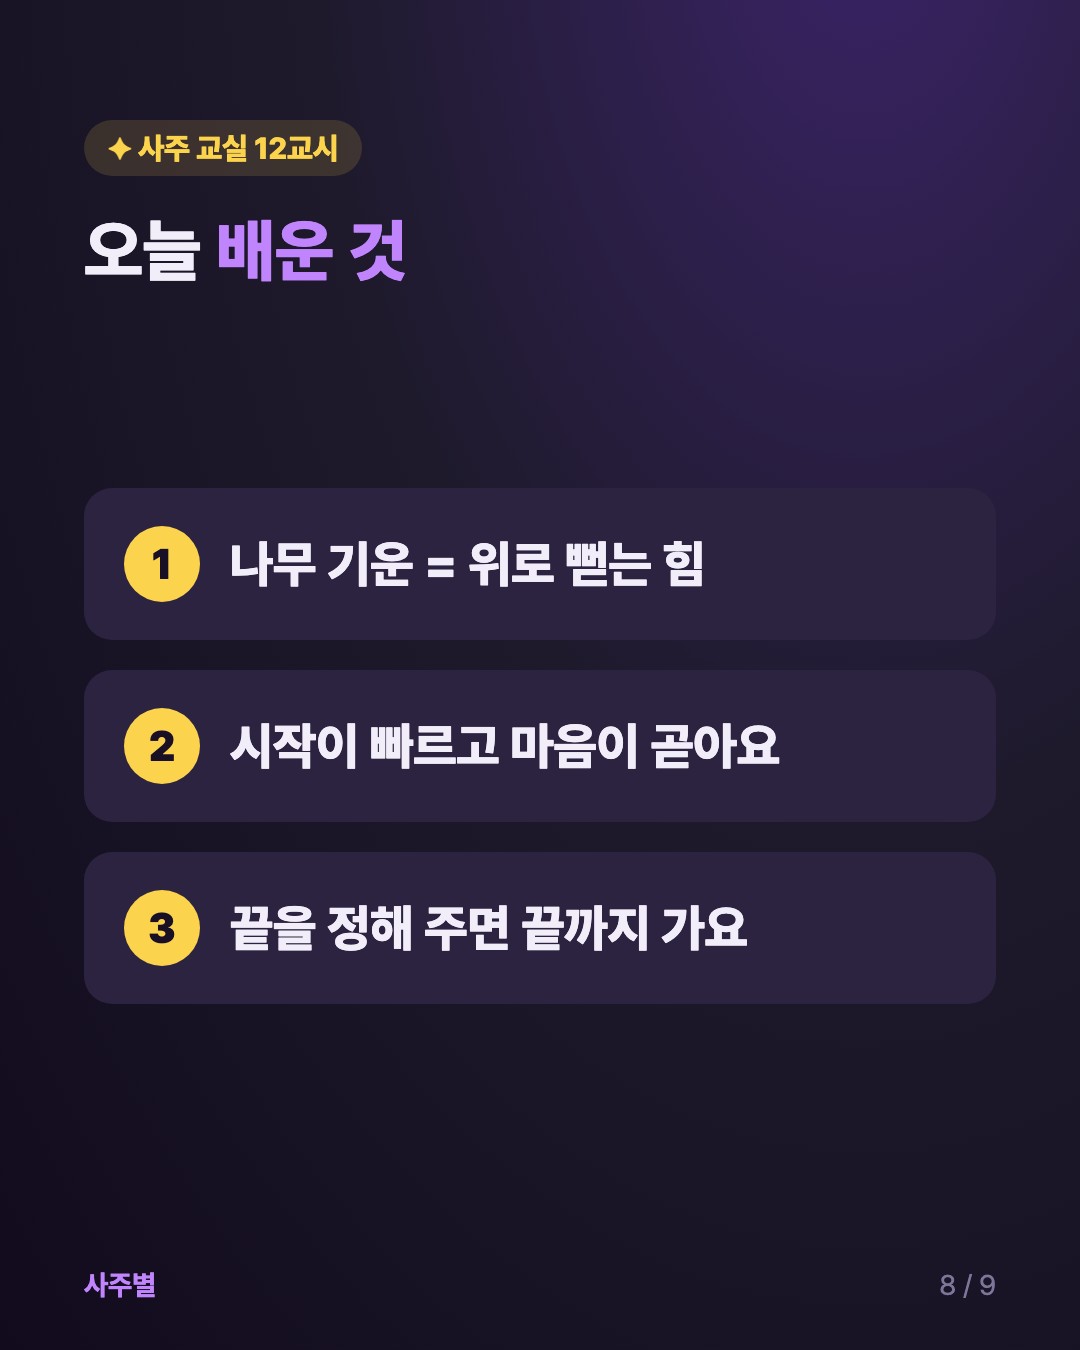 ✦ 사주 교실 12교시
오늘 배운 것
1 나무 기운 = 위로 뻗는 힘
2 시작이 빠르고 마음이 곧아요
3 끝을 정해 주면 끝까지 가요
사주별
8 / 9